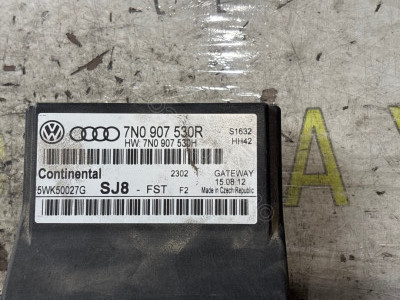 7N0 907 530R
S1632
HW: 7N0 907 530H
HH42
Continental
2302
GATEWAY
15.08.12
5WK50027G
SJ8 - FST F2
Made in Czech Republic